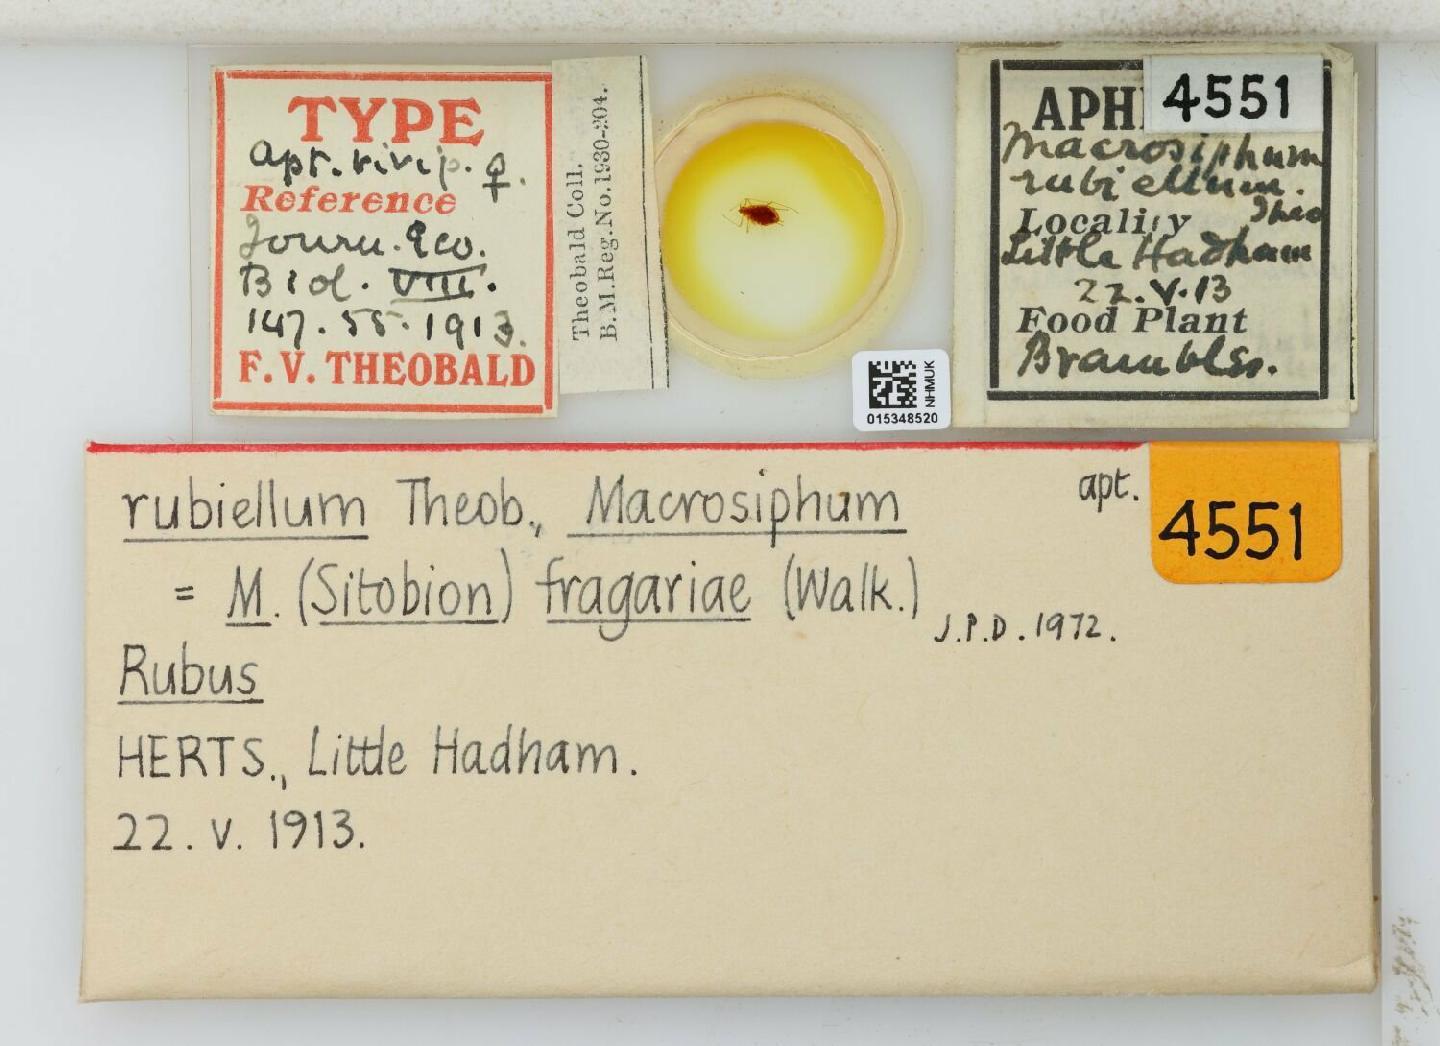 TYPE
apt. vivip. ♀.
Reference
Journ. Eco.
Biol. VIII.
147. 55. 1913.
F. V. THEOBALD
Theobald Coll.
B.M.Reg.No.1930-204.
NHMUK
015348520
4551
APHI
Macrosiphum
rubiellum.
Theo
Locality
Little Hadham
22.V.13
Food Plant
Brambles.
rubiellum Theob., Macrosiphum
apt.
4551
= M. (Sitobion) fragariae (Walk.)
J.P.D. 1972.
Rubus
HERTS., Little Hadham.
22. V. 1913.